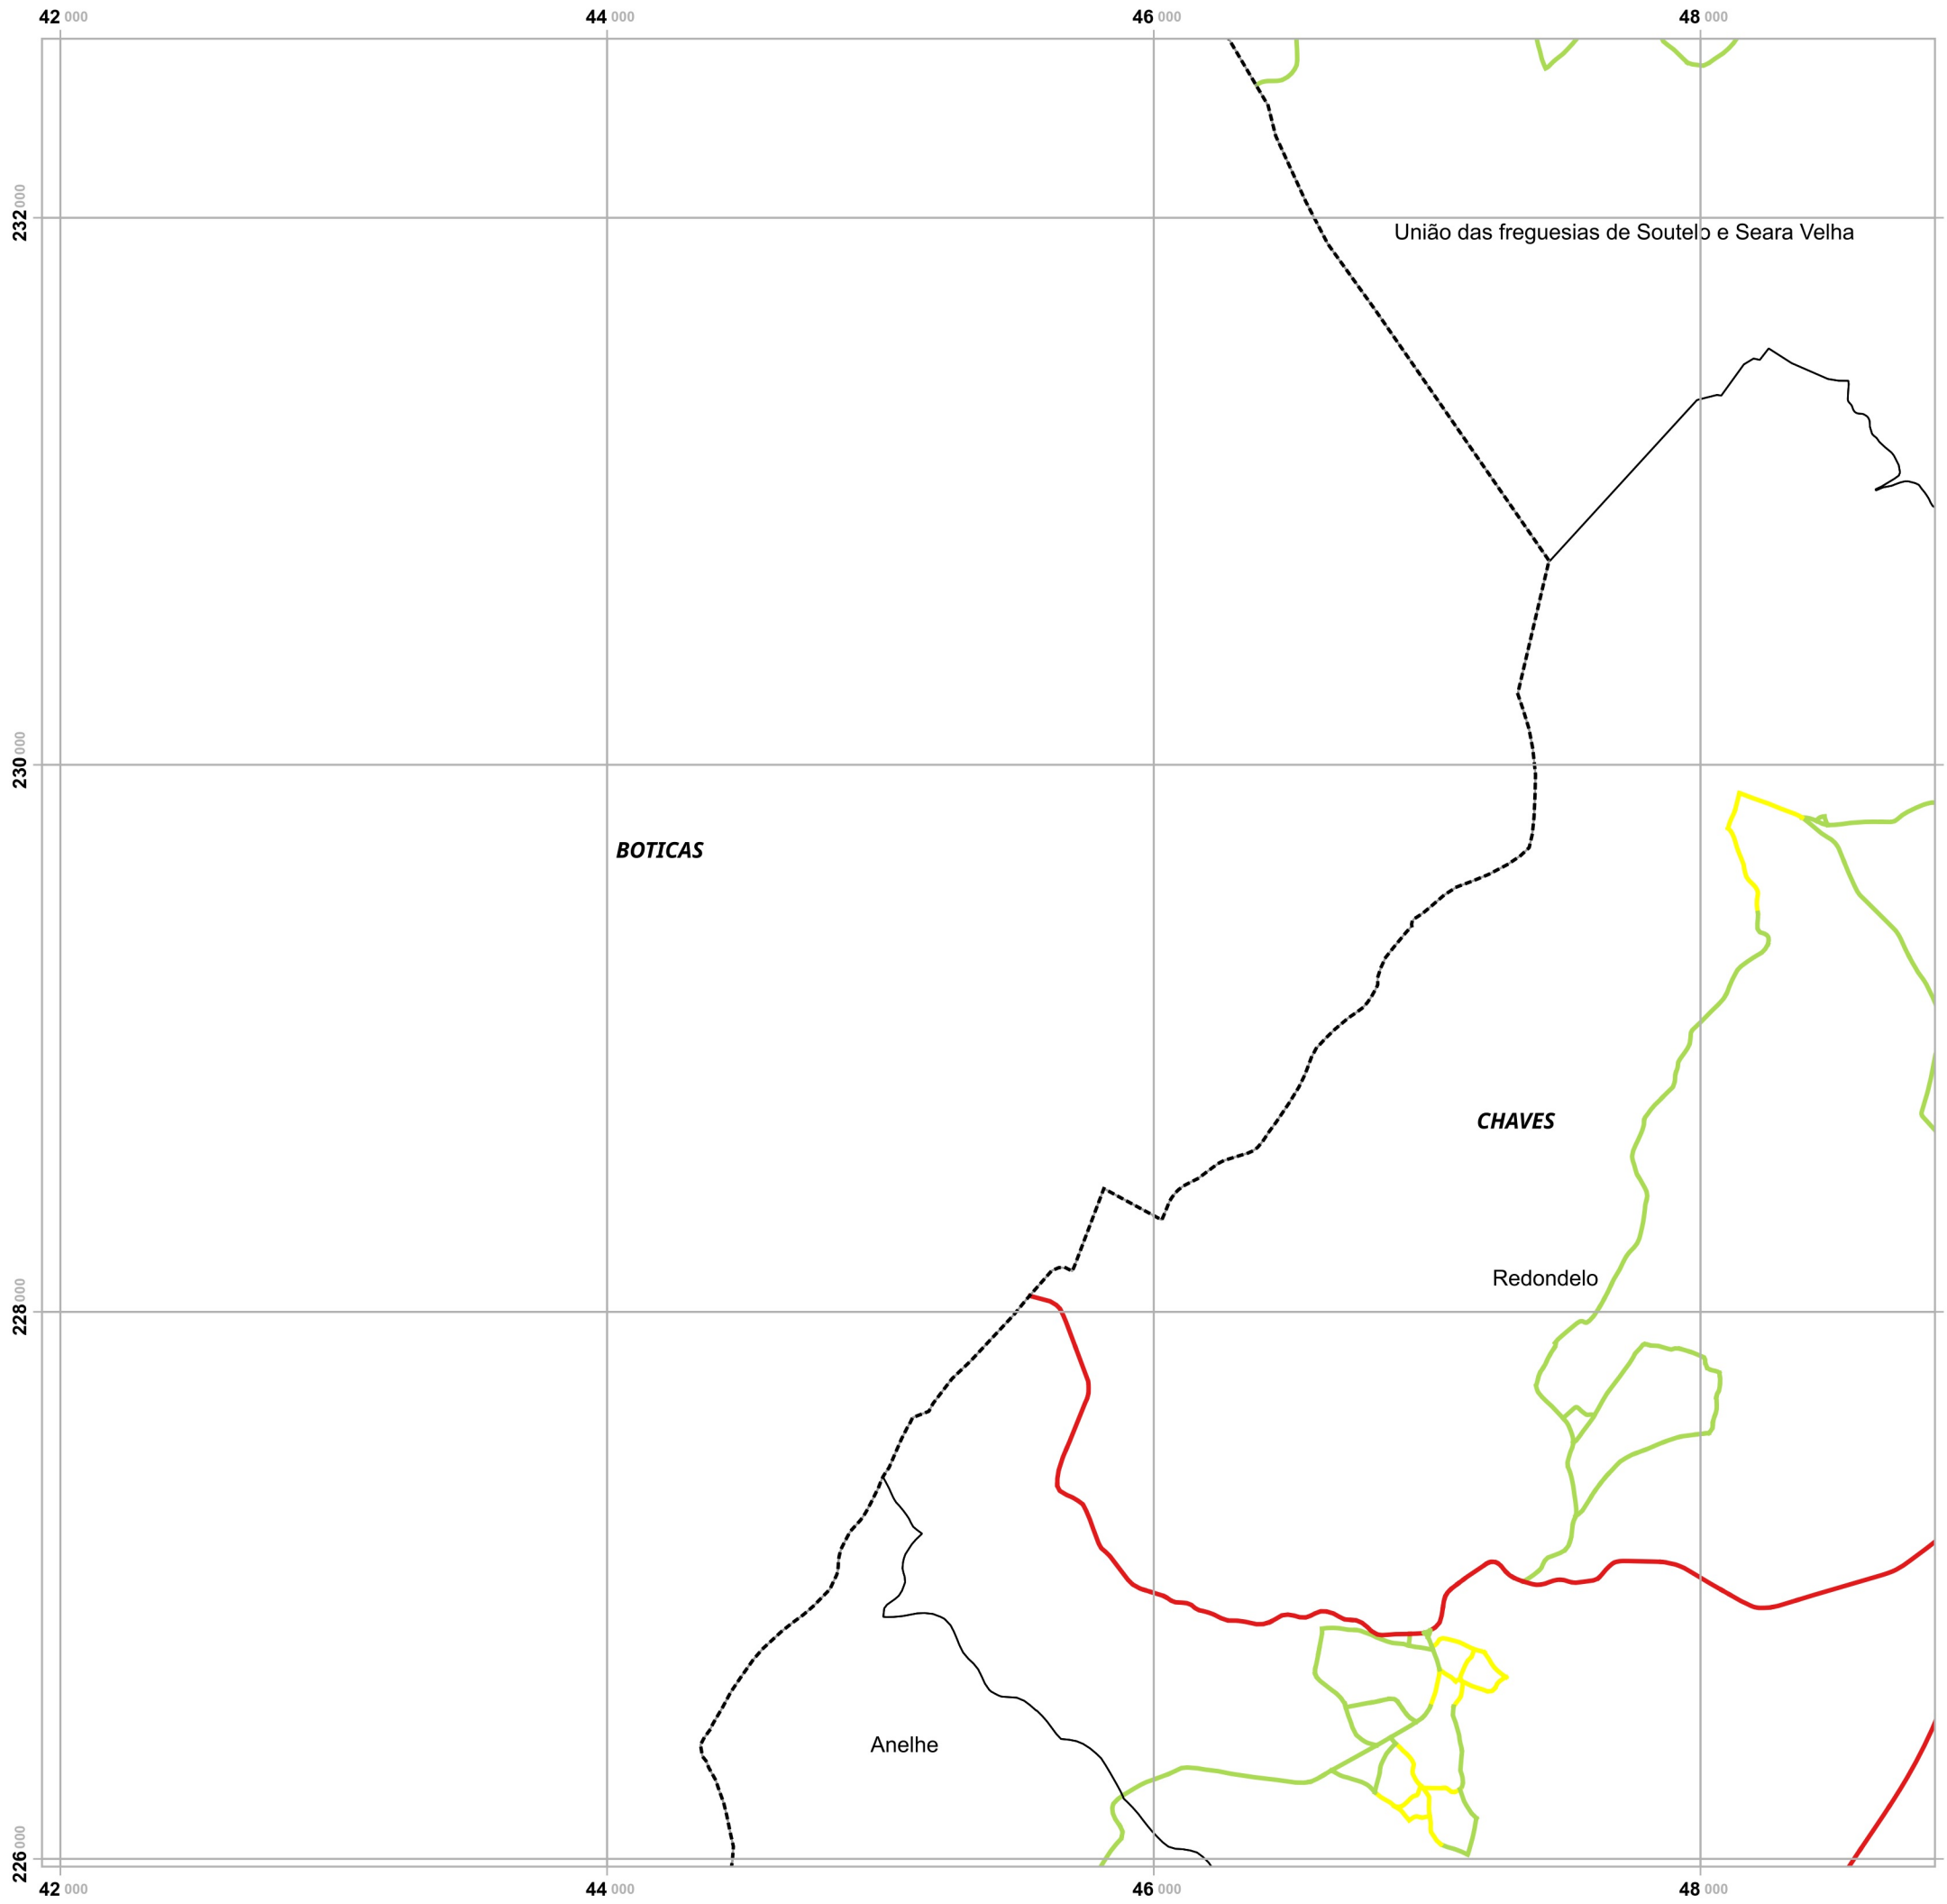 42 000 44 000 46 000 48 000
232 000
União das freguesias de Soutelo e Seara Velha
230 000
BOTICAS
CHAVES
Redondelo
228 000
Anelhe
226 000
42 000 44 000 46 000 48 000